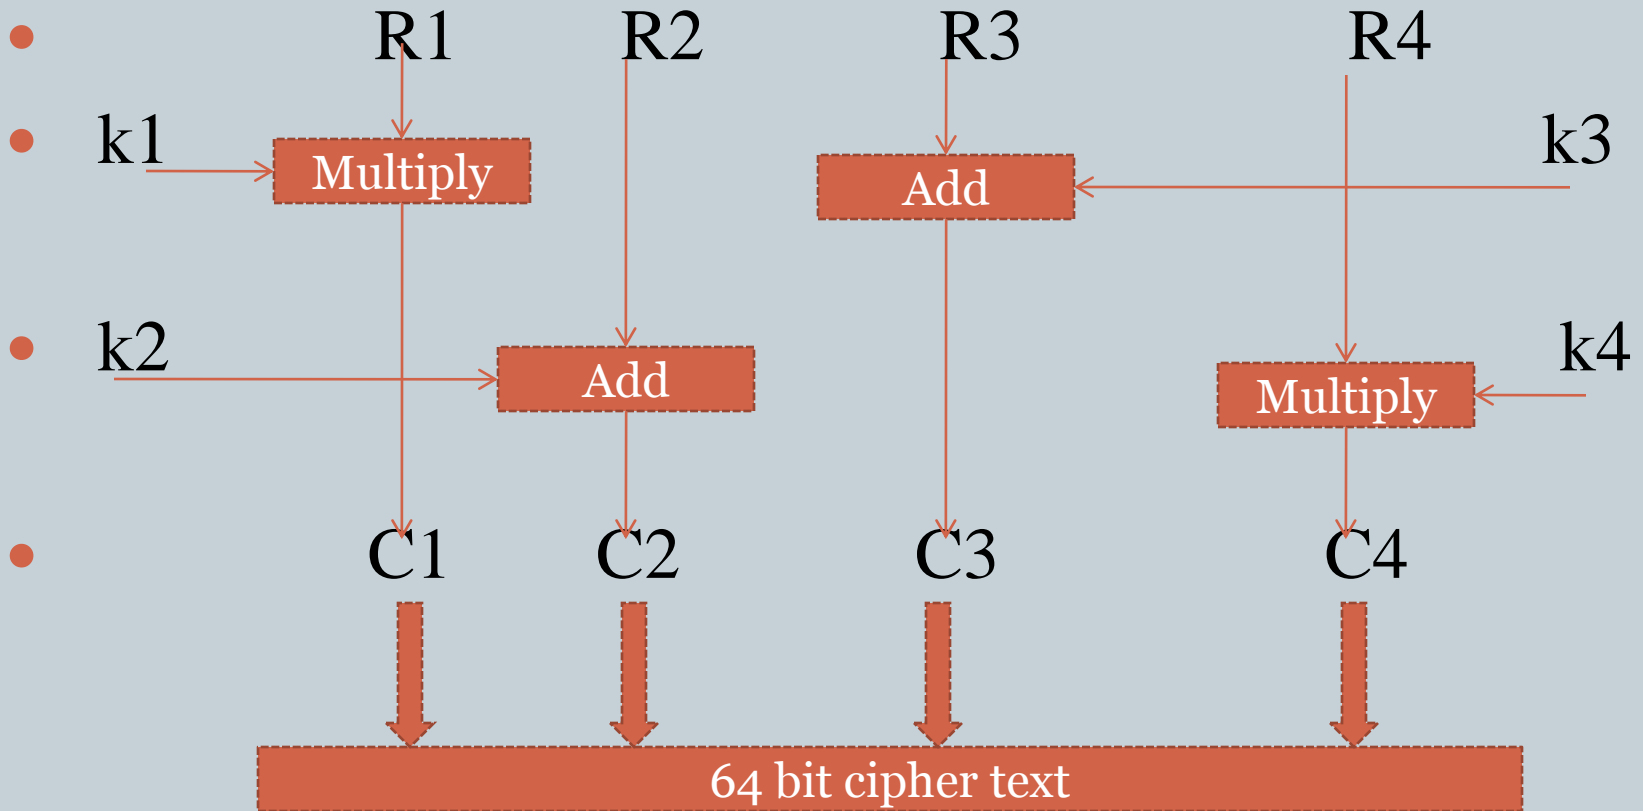 R1 R2 R3 R4
k1 Multiply Add k3
k2 Add Multiply k4
C1 C2 C3 C4
64 bit cipher text